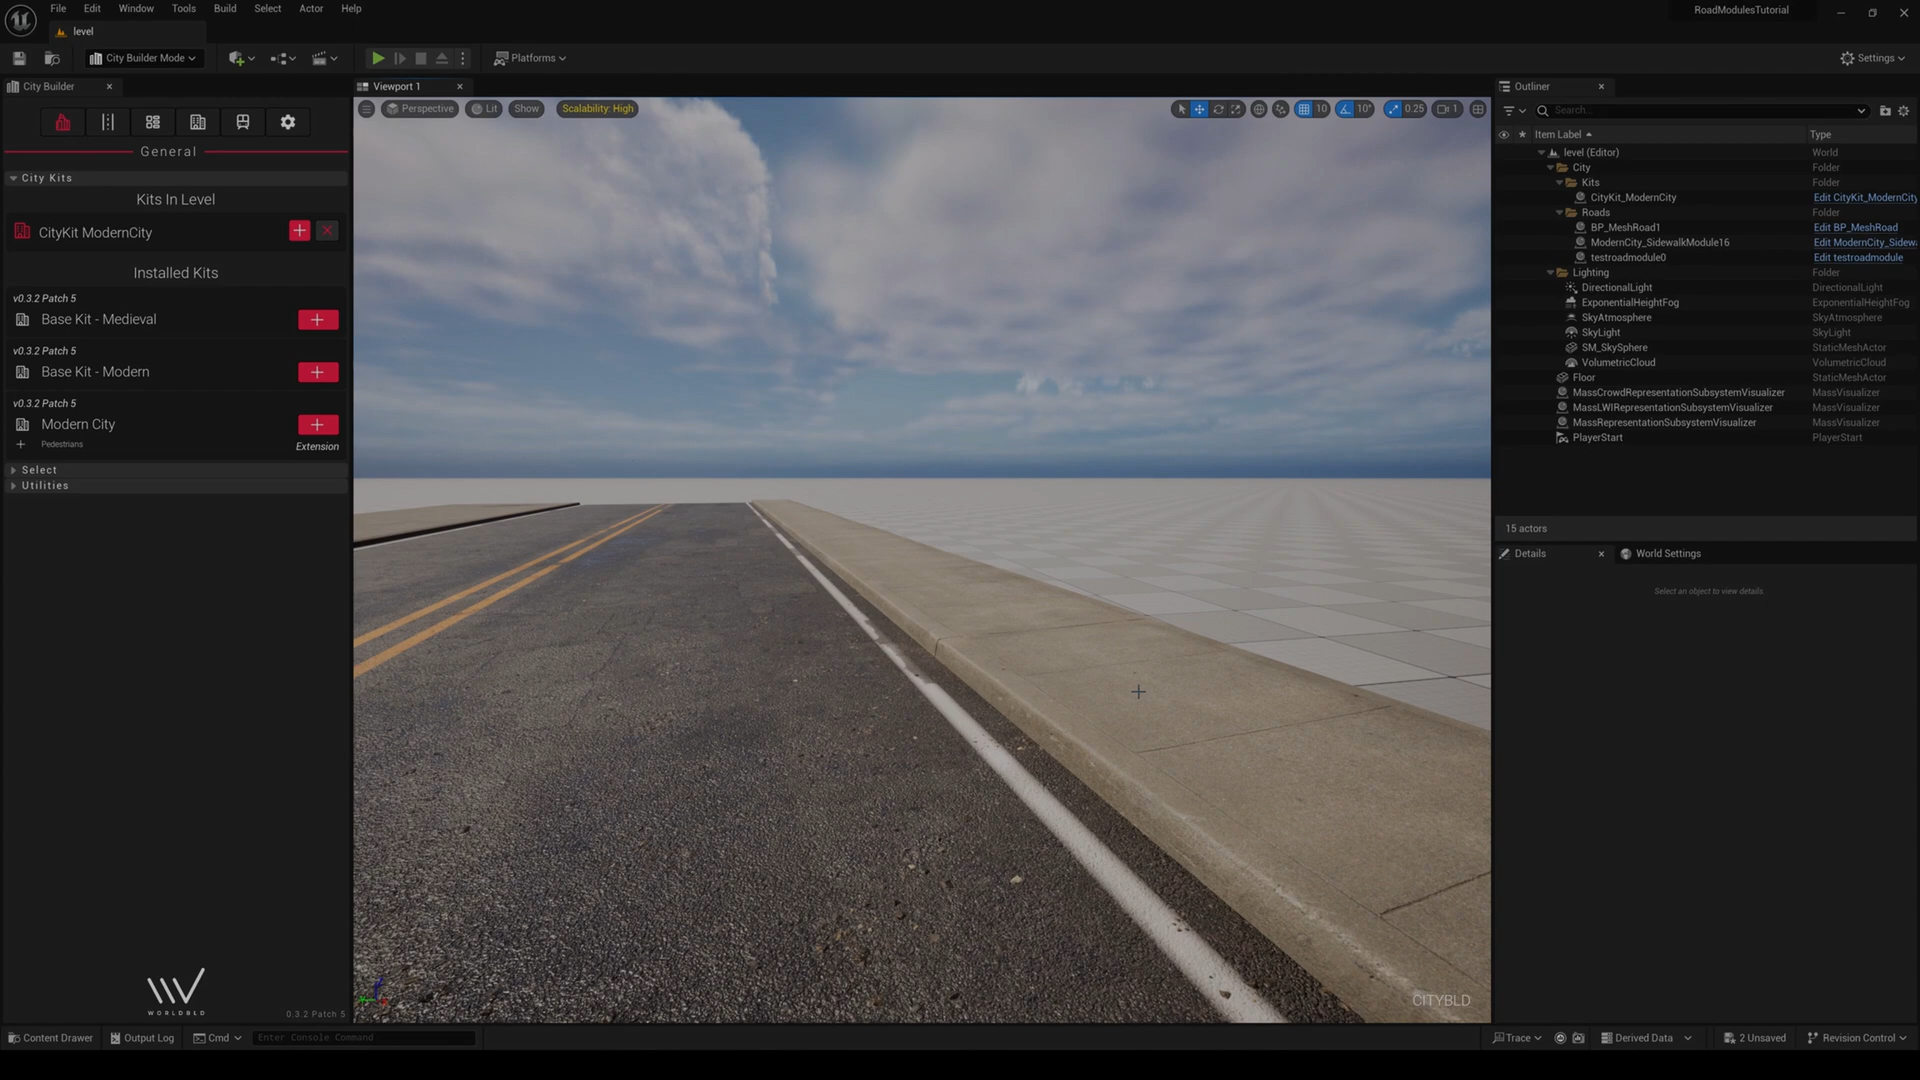 File Edit Window Tools Build Select Actor Help
RoadModulesTutorial
level
City Builder Mode
Platforms
Settings
City Builder
Viewport 1
Outliner
Perspective Lit Show Scalability: High
10 10° 0.25 1
Search...
General
Item Label Type
City Kits
Kits In Level
CityKit ModernCity
Installed Kits
v0.3.2 Patch 5
Base Kit - Medieval
v0.3.2 Patch 5
Base Kit - Modern
v0.3.2 Patch 5
Modern City
Pedestrians Extension
Select
Utilities
WORLDBLD
0.3.2 Patch 5
CITYBLD
level (Editor) World
City Folder
Kits Folder
CityKit_ModernCity Edit CityKit_ModernCity
Roads Folder
BP_MeshRoad1 Edit BP_MeshRoad
ModernCity_SidewalkModule16 Edit ModernCity_Sidewa
testroadmodule0 Edit testroadmodule
Lighting Folder
DirectionalLight DirectionalLight
ExponentialHeightFog ExponentialHeightFog
SkyAtmosphere SkyAtmosphere
SkyLight SkyLight
SM_SkySphere StaticMeshActor
VolumetricCloud VolumetricCloud
Floor StaticMeshActor
MassCrowdRepresentationSubsystemVisualizer MassVisualizer
MassLWIRepresentationSubsystemVisualizer MassVisualizer
MassRepresentationSubsystemVisualizer MassVisualizer
PlayerStart PlayerStart
15 actors
Details World Settings
Select an object to view details.
Content Drawer Output Log Cmd Enter Console Command
Trace Derived Data 2 Unsaved Revision Control